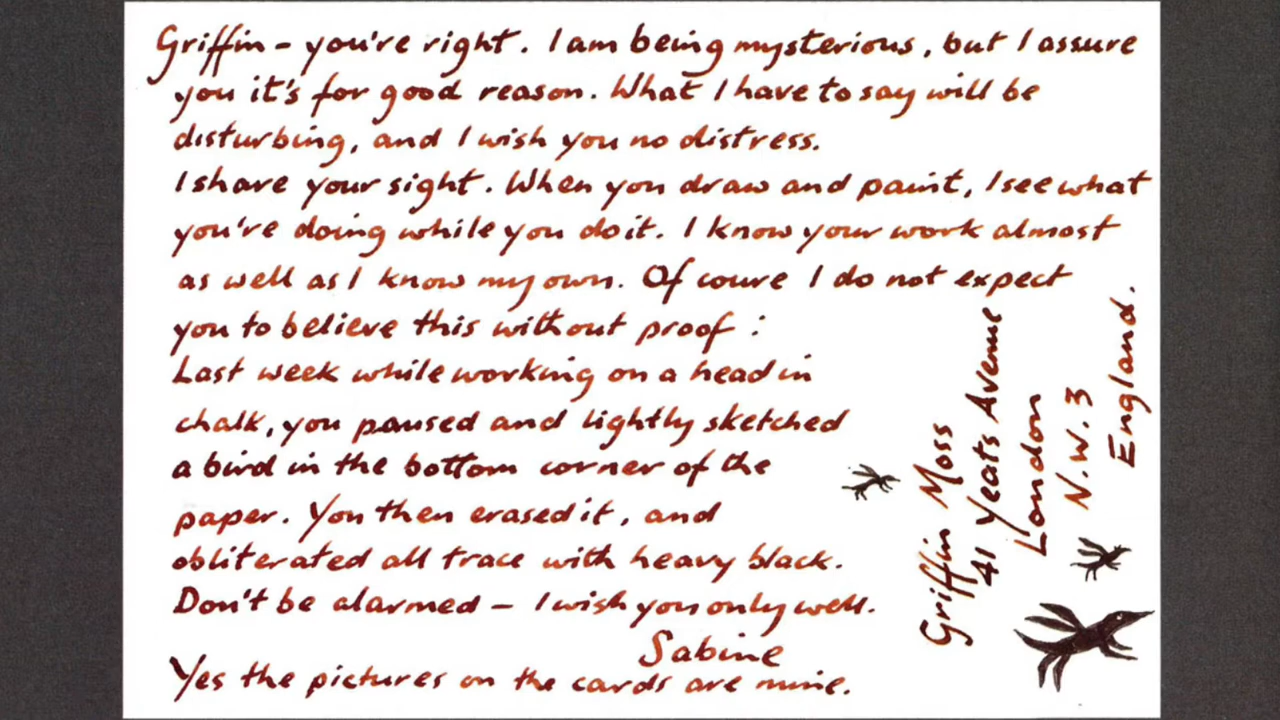 Griffin – you're right. I am being mysterious, but I assure
you it's for good reason. What I have to say will be
disturbing, and I wish you no distress.
I share your sight. When you draw and paint, I see what
you're doing while you do it. I know your work almost
as well as I know my own. Of coure I do not expect
you to believe this without proof :
Last week while working on a head in
chalk, you paused and lightly sketched
a bird in the bottom corner of the
paper. You then erased it, and
obliterated all trace with heavy black.
Don't be alarmed – I wish you only well.
Sabine
Yes the pictures on the cards are mine.
Griffin Moss
41 Yeats Avenue
London
N.W.3
England.